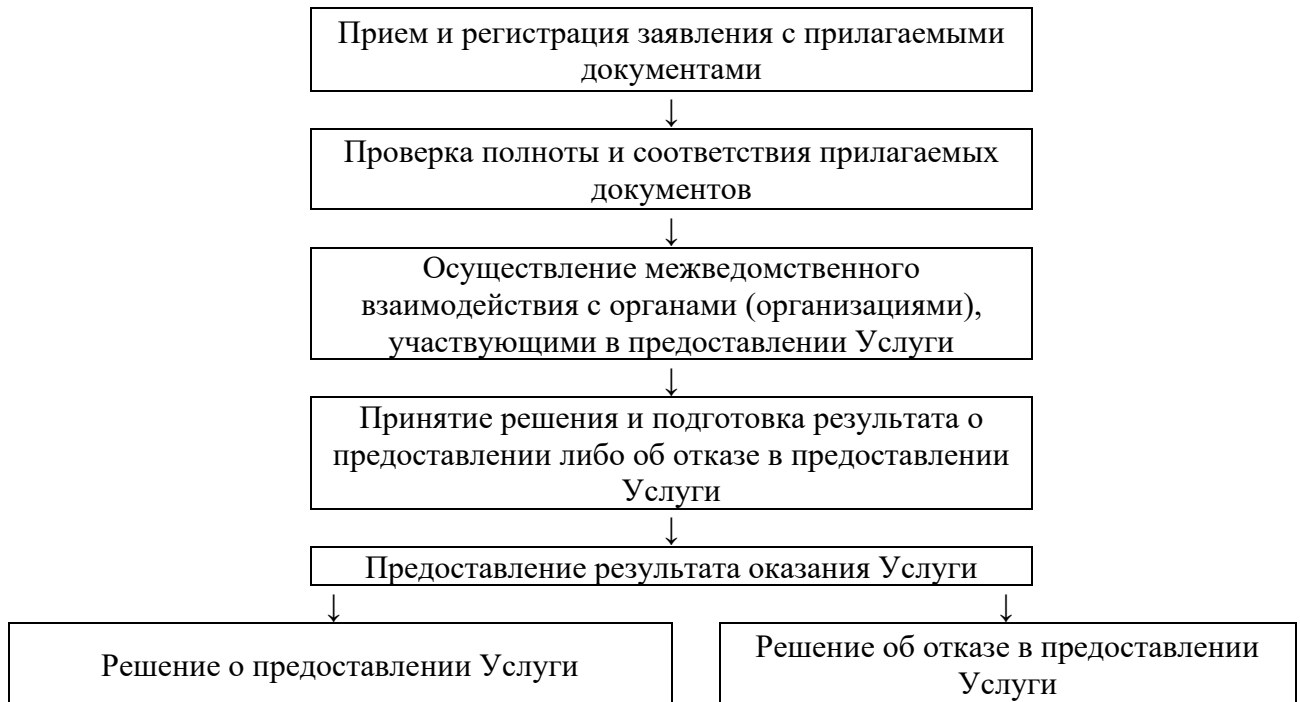 Прием и регистрация заявления с прилагаемыми
документами
↓
Проверка полноты и соответствия прилагаемых
документов
↓
Осуществление межведомственного
взаимодействия с органами (организациями),
участвующими в предоставлении Услуги
↓
Принятие решения и подготовка результата о
предоставлении либо об отказе в предоставлении
Услуги
↓
Предоставление результата оказания Услуги
↓ ↓
Решение о предоставлении Услуги
Решение об отказе в предоставлении
Услуги